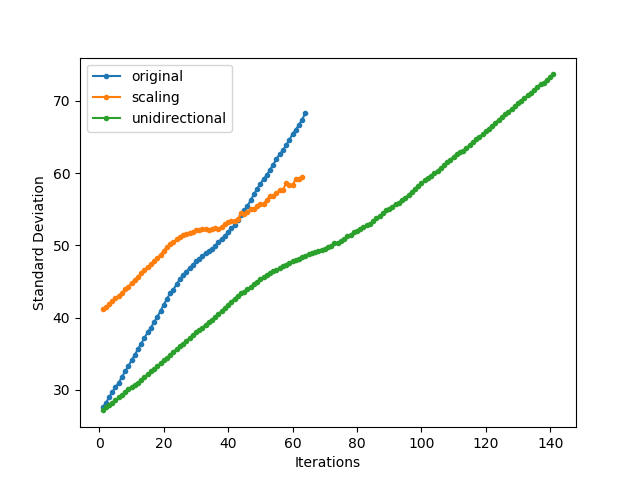 original
scaling
unidirectional
Standard Deviation
70
60
50
40
30
0 20 40 60 80 100 120 140
Iterations